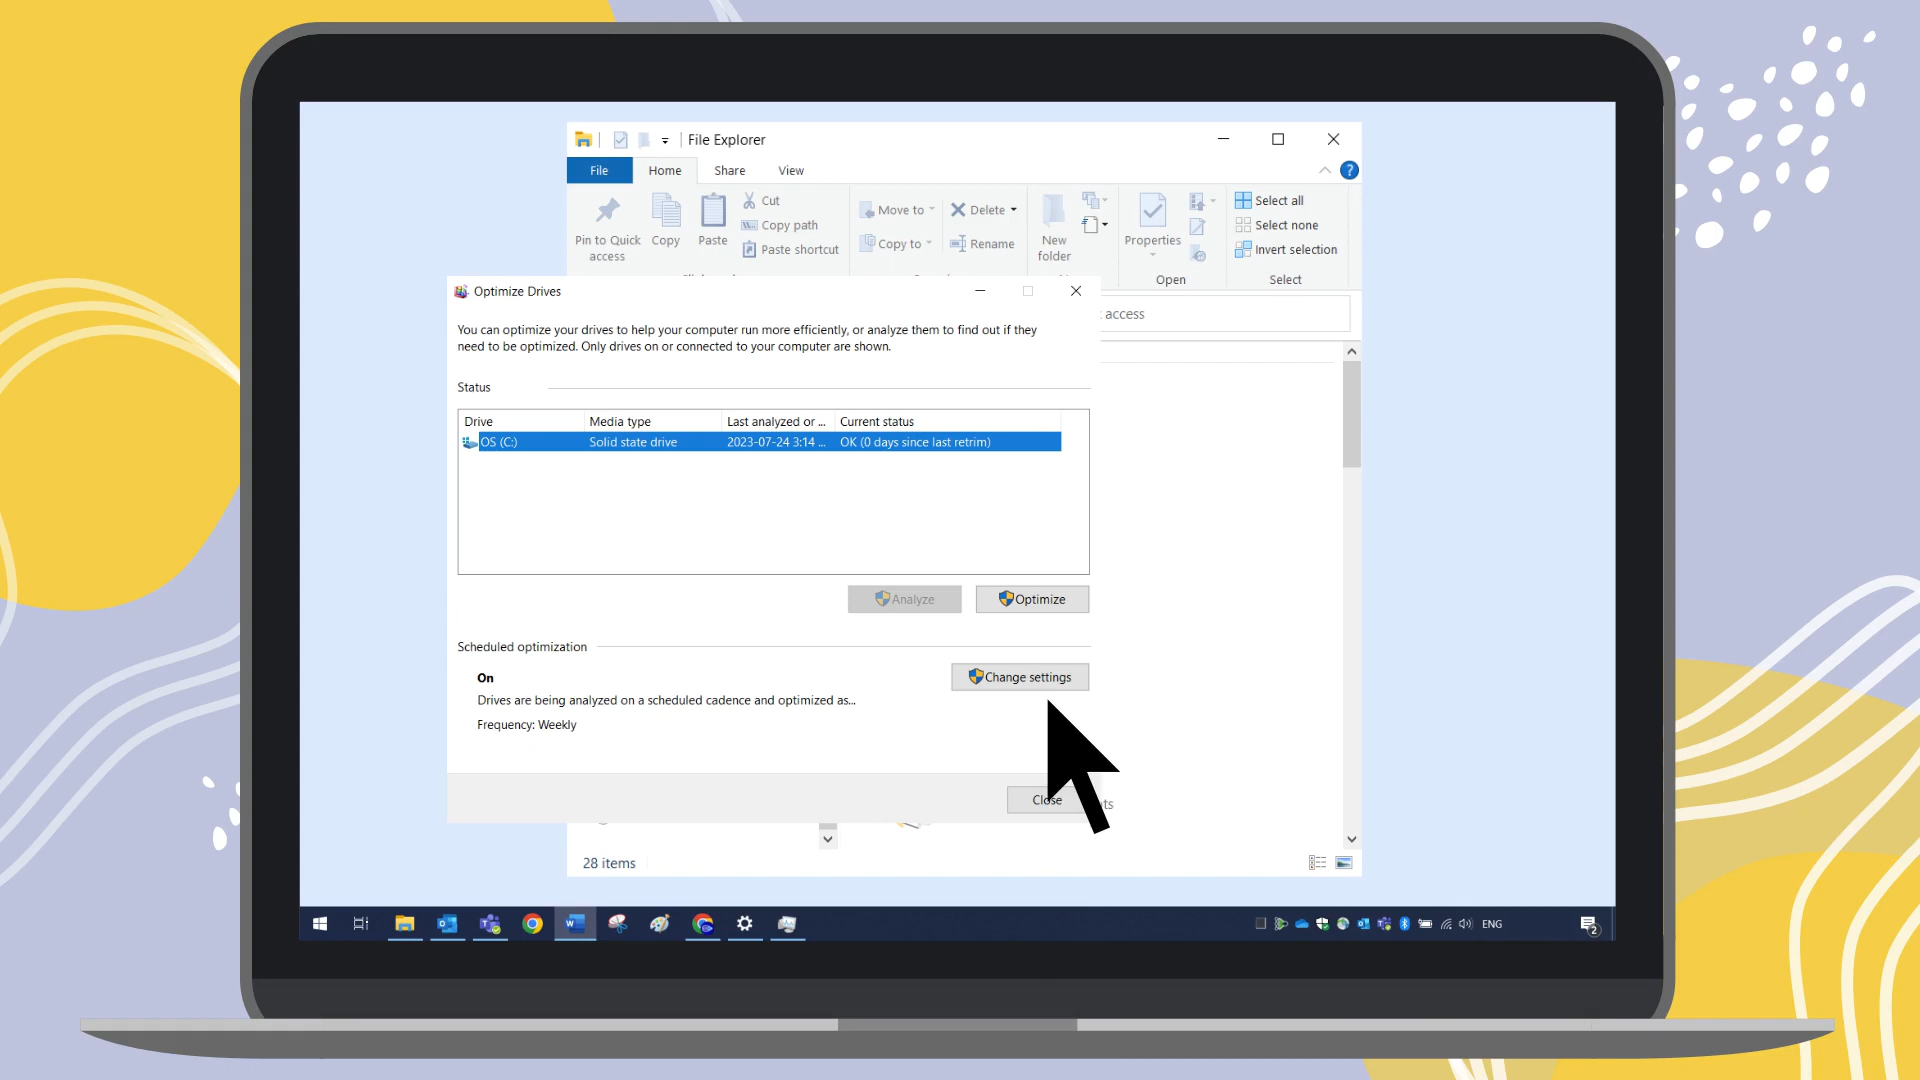 File Explorer
File Home Share View
?
Pin to Quick access
Copy
Paste
Cut
Copy path
Paste shortcut
Move to
Copy to
Delete
Rename
New folder
Properties
Select all
Select none
Invert selection
Open
Select
access
Optimize Drives
You can optimize your drives to help your computer run more efficiently, or analyze them to find out if they
need to be optimized. Only drives on or connected to your computer are shown.
Status
Drive Media type Last analyzed or ... Current status
OS (C:) Solid state drive 2023-07-24 3:14 ... OK (0 days since last retrim)
Analyze Optimize
Scheduled optimization
On
Change settings
Drives are being analyzed on a scheduled cadence and optimized as...
Frequency: Weekly
Close
28 items
ENG
2